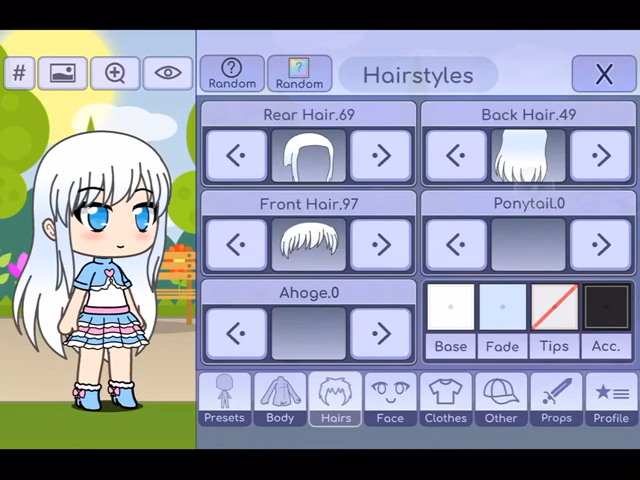 #
Random
Random
Hairstyles
X
Rear Hair.69
Back Hair.49
Front Hair.97
Ponytail.0
Ahoge.0
Base
Fade
Tips
Acc.
Presets
Body
Hairs
Face
Clothes
Other
Props
Profile